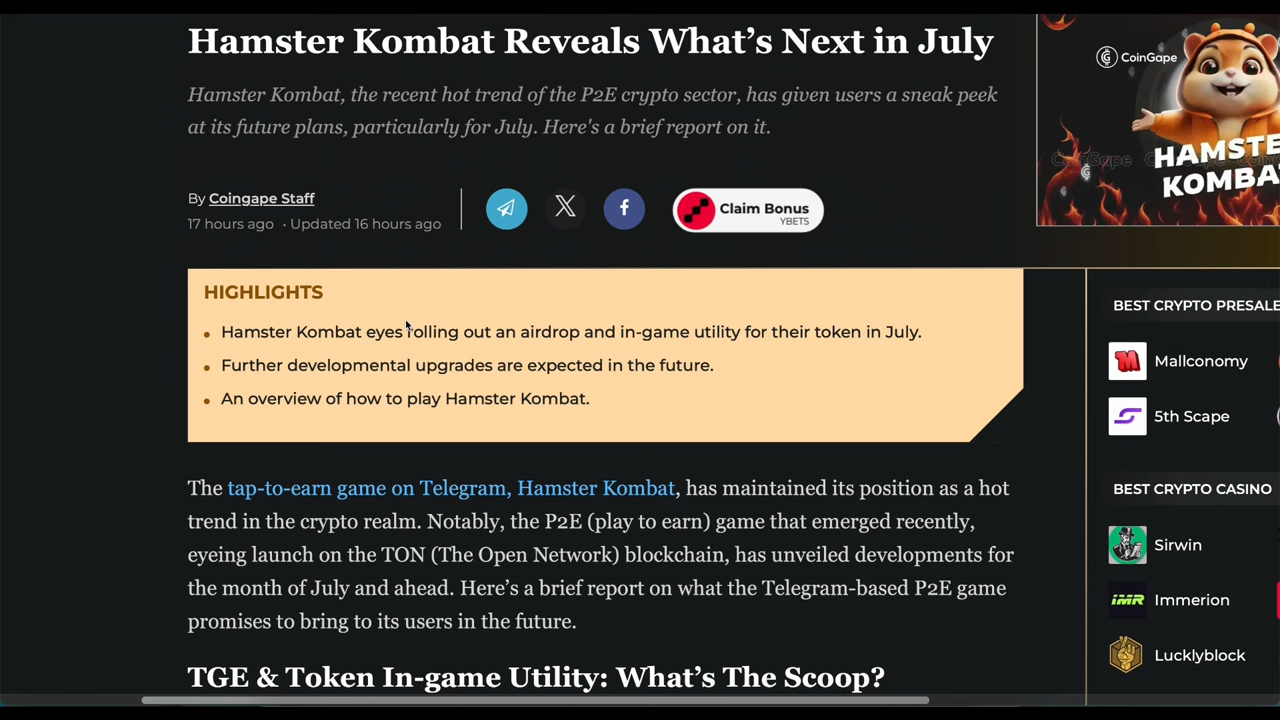 Hamster Kombat Reveals What's Next in July
Hamster Kombat, the recent hot trend of the P2E crypto sector, has given users a sneak peek
at its future plans, particularly for July. Here's a brief report on it.
By Coingape Staff
17 hours ago · Updated 16 hours ago
Claim Bonus
YBETS
CoinGape
CoinGape
HAMSTE
KOMBA
HIGHLIGHTS
Hamster Kombat eyes rolling out an airdrop and in-game utility for their token in July.
Further developmental upgrades are expected in the future.
An overview of how to play Hamster Kombat.
The tap-to-earn game on Telegram, Hamster Kombat, has maintained its position as a hot
trend in the crypto realm. Notably, the P2E (play to earn) game that emerged recently,
eyeing launch on the TON (The Open Network) blockchain, has unveiled developments for
the month of July and ahead. Here's a brief report on what the Telegram-based P2E game
promises to bring to its users in the future.
TGE & Token In-game Utility: What's The Scoop?
BEST CRYPTO PRESALE
Mallconomy
5th Scape
BEST CRYPTO CASINO
Sirwin
IMR
Immerion
Lucklyblock